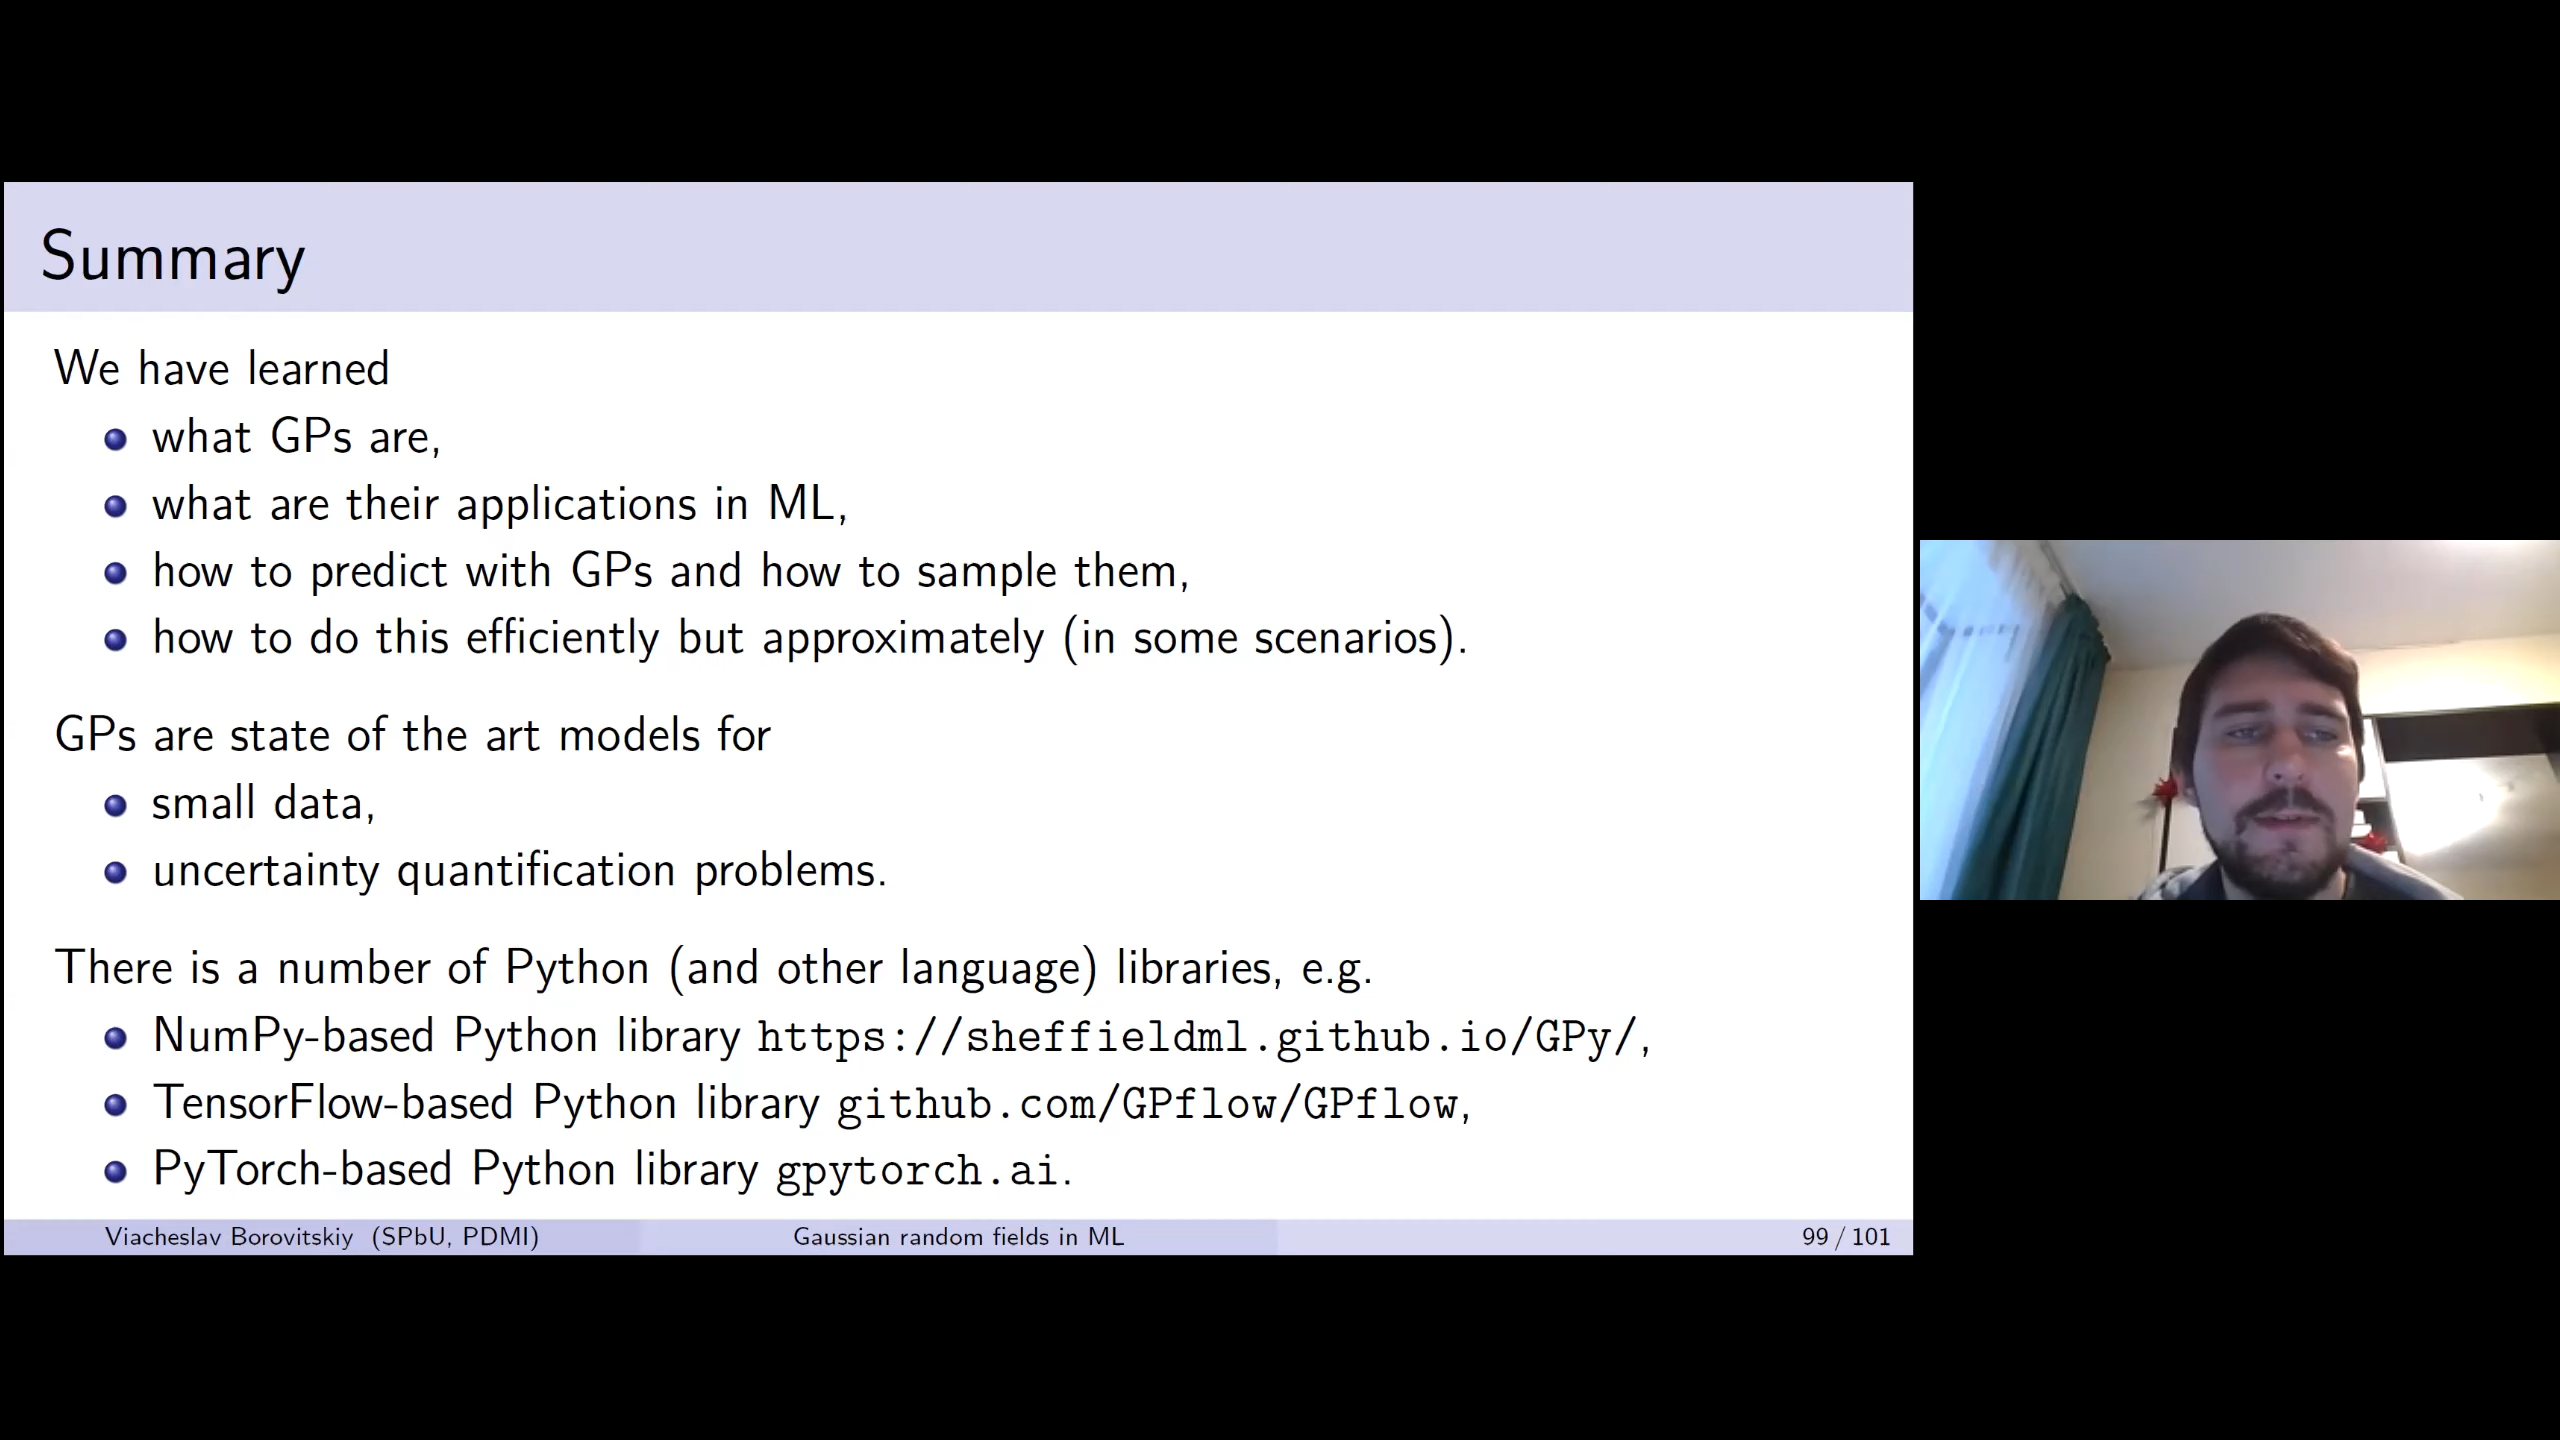 Summary
We have learned
what GPs are,
what are their applications in ML,
how to predict with GPs and how to sample them,
how to do this efficiently but approximately (in some scenarios).
GPs are state of the art models for
small data,
uncertainty quantification problems.
There is a number of Python (and other language) libraries, e.g.
NumPy-based Python library https://sheffieldml.github.io/GPy/,
TensorFlow-based Python library github.com/GPflow/GPflow,
PyTorch-based Python library gpytorch.ai.
Viacheslav Borovitskiy (SPbU, PDMI) Gaussian random fields in ML 99 / 101